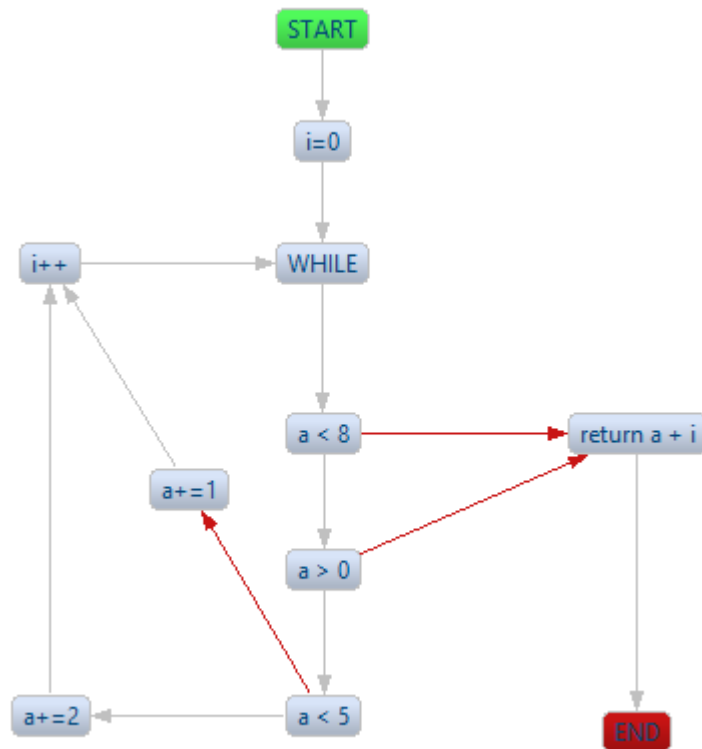 START
i=0
i++
WHILE
a < 8
return a + i
a+=1
a > 0
a+=2
a < 5
END